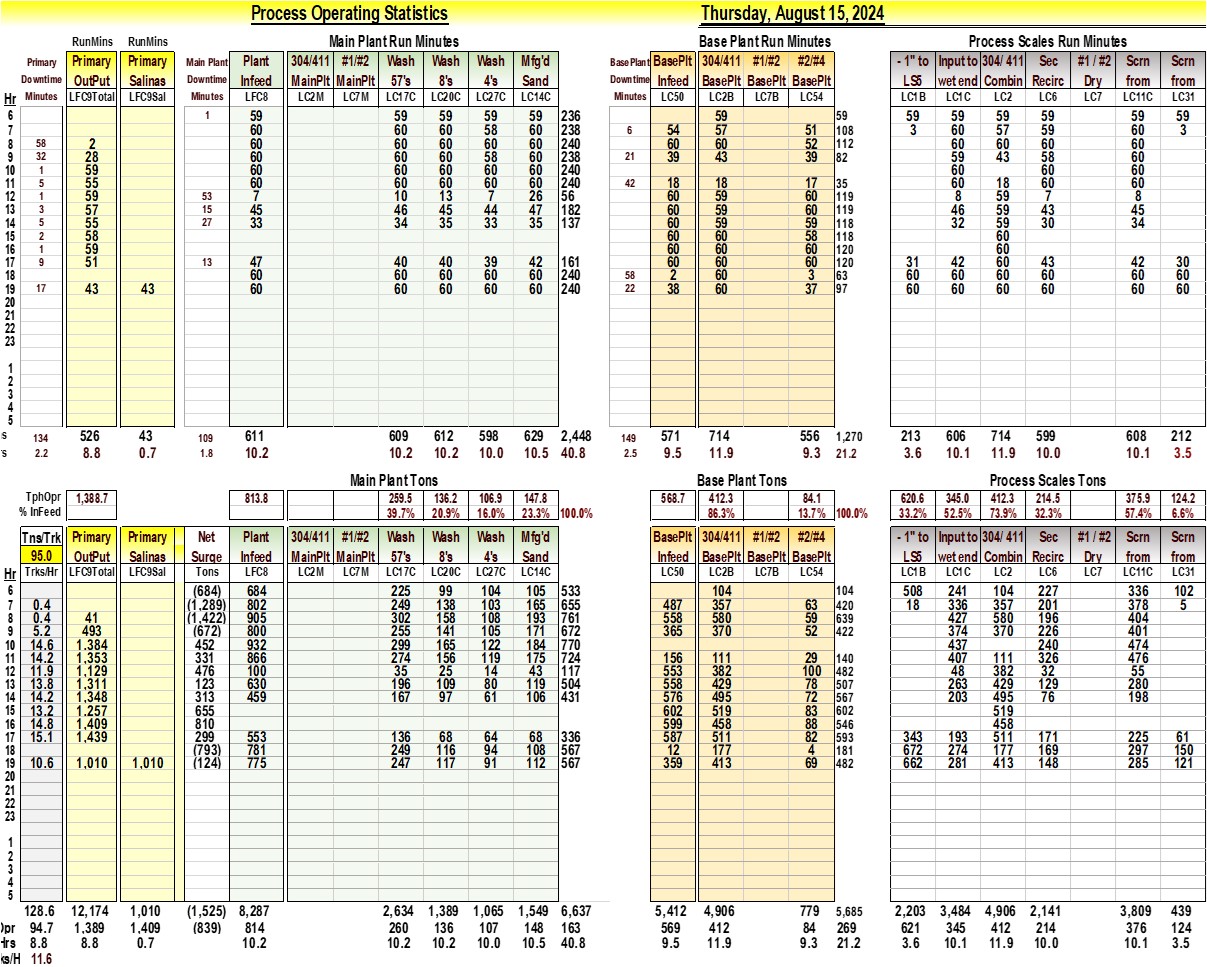 Process Operating Statistics Thursday, August 15, 2024
RunMins RunMins Main Plant Run Minutes Base Plant Run Minutes Process Scales Run Minutes
Primary Primary Primary Main Plant Plant 304/411 #1/#2 Wash Wash Wash Mfg'd Base Plant BasePlt 304/411 #1/#2 #2/#4 - 1" to Input to 304/ 411 Sec #1 / #2 Scrn Scrn
Downtime OutPut Salinas Downtime Infeed MainPlt MainPlt 57's 8's 4's Sand Downtime Infeed BasePlt BasePlt BasePlt LS5 wet end Combin Recirc Dry from from
Hr Minutes LFC9Total LFC9Sal Minutes LFC8 LC2M LC7M LC17C LC20C LC27C LC14C Minutes LC50 LC2B LC7B LC54 LC1B LC1C LC2 LC6 LC7 LC11C LC31
6 1 59 59 59 59 59 236 59 59 59 59 59 59 59 59
7 60 60 60 58 60 238 6 54 57 51 108 3 60 57 59 60 3
8 58 2 60 60 60 60 60 240 60 60 52 112 60 60 60 60
9 32 28 60 60 60 58 60 238 21 39 43 39 82 59 43 58 60
10 1 59 60 60 60 60 60 240 60 60 60
11 5 55 60 60 60 60 60 240 42 18 18 17 35 60 18 60 60
12 1 59 53 7 10 13 7 26 56 60 59 60 119 8 59 7 8
13 3 57 15 45 46 45 44 47 182 60 59 60 119 46 59 43 45
14 5 55 27 33 34 35 33 35 137 60 59 59 118 32 59 30 34
15 2 58 60 60 58 118 60
16 1 59 60 60 60 120 60
17 9 51 13 47 40 40 39 42 161 60 60 60 120 31 42 60 43 42 30
18 60 60 60 60 60 240 58 2 60 3 63 60 60 60 60 60 60
19 17 43 43 60 60 60 60 60 240 22 38 60 37 97 60 60 60 60 60 60
20
21
22
23
1
2
3
4
5
s 134 526 43 109 611 609 612 598 629 2,448 149 571 714 556 1,270 213 606 714 599 608 212
's 2.2 8.8 0.7 1.8 10.2 10.2 10.2 10.0 10.5 40.8 2.5 9.5 11.9 9.3 21.2 3.6 10.1 11.9 10.0 10.1 3.5
Main Plant Tons Base Plant Tons Process Scales Tons
TphOpr 1,388.7 813.8 259.5 136.2 106.9 147.8 568.7 412.3 84.1 620.6 345.0 412.3 214.5 375.9 124.2
% InFeed 39.7% 20.9% 16.0% 23.3% 100.0% 86.3% 13.7% 100.0% 33.2% 52.5% 73.9% 32.3% 57.4% 6.6%
Tns/Trk Primary Primary Net Plant 304/411 #1/#2 Wash Wash Wash Mfg'd BasePlt 304/411 #1/#2 #2/#4 - 1" to Input to 304/ 411 Sec #1 / #2 Scrn Scrn
95.0 OutPut Salinas Surge Infeed MainPlt MainPlt 57's 8's 4's Sand Infeed BasePlt BasePlt BasePlt LS5 wet end Combin Recirc Dry from from
Hr Trks/Hr LFC9Total LFC9Sal Tons LFC8 LC2M LC7M LC17C LC20C LC27C LC14C LC50 LC2B LC7B LC54 LC1B LC1C LC2 LC6 LC7 LC11C LC31
6 (684) 684 225 99 104 105 533 104 104 508 241 104 227 336 102
7 0.4 (1,289) 802 249 138 103 165 655 487 357 63 420 18 336 357 201 378 5
8 0.4 41 (1,422) 905 302 158 108 193 761 558 580 59 639 427 580 196 404
9 5.2 493 (672) 800 255 141 105 171 672 365 370 52 422 374 370 226 401
10 14.6 1,384 452 932 299 165 122 184 770 437 240 474
11 14.2 1,353 331 866 274 156 119 175 724 156 111 29 140 407 111 326 476
12 11.9 1,129 476 100 35 25 14 43 117 553 382 100 482 48 382 32 55
13 13.8 1,311 123 630 196 109 80 119 504 558 429 78 507 263 429 129 280
14 14.2 1,348 313 459 167 97 61 106 431 576 495 72 567 203 495 76 198
15 13.2 1,257 655 602 519 83 602 519
16 14.8 1,409 810 599 458 88 546 458
17 15.1 1,439 299 553 136 68 64 68 336 587 511 82 593 343 193 511 171 225 61
18 (793) 781 249 116 94 108 567 12 177 4 181 672 274 177 169 297 150
19 10.6 1,010 1,010 (124) 775 247 117 91 112 567 359 413 69 482 662 281 413 148 285 121
20
21
22
23
1
2
3
4
5
128.6 12,174 1,010 (1,525) 8,287 2,634 1,389 1,065 1,549 6,637 5,412 4,906 779 5,685 2,203 3,484 4,906 2,141 3,809 439
Opr 94.7 1,389 1,409 (839) 814 260 136 107 148 163 569 412 84 269 621 345 412 214 376 124
Hrs 8.8 8.8 0.7 10.2 10.2 10.2 10.0 10.5 40.8 9.5 11.9 9.3 21.2 3.6 10.1 11.9 10.0 10.1 3.5
ks/H 11.6